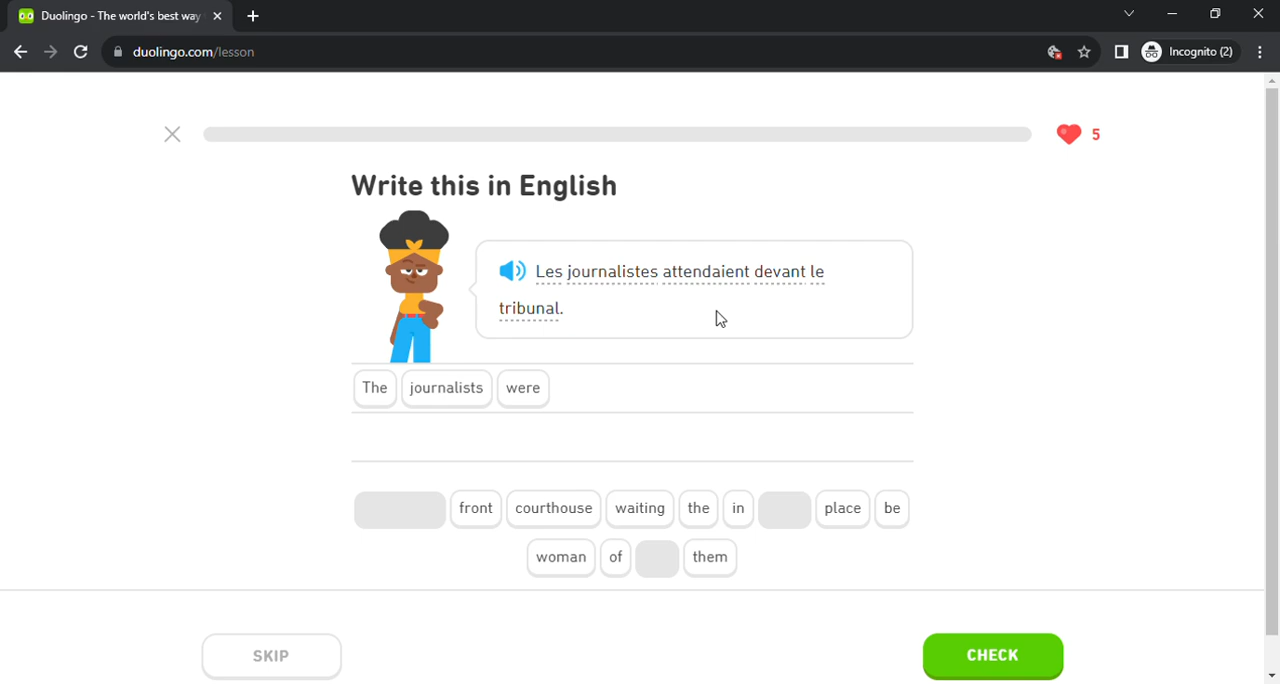 Duolingo - The world's best way
duolingo.com/lesson
Incognito (2)
5
Write this in English
Les journalistes attendaient devant le
tribunal.
The journalists were
front courthouse waiting the in place be
woman of them
SKIP
CHECK